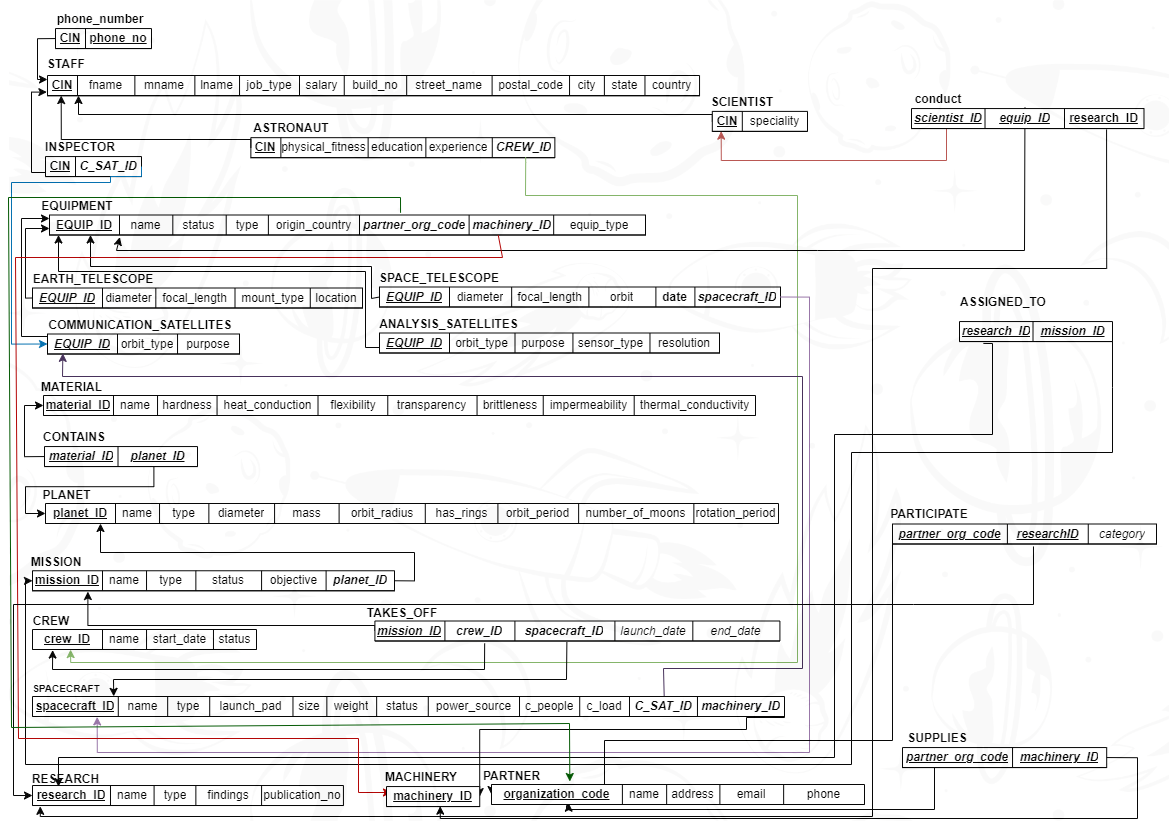 phone_number
CIN phone_no
STAFF
CIN fname mname lname job_type salary build_no street_name postal_code city state country
SCIENTIST
CIN speciality
conduct
scientist_ID equip_ID research_ID
ASTRONAUT
CIN physical_fitness education experience CREW_ID
INSPECTOR
CIN C_SAT_ID
EQUIPMENT
EQUIP_ID name status type origin_country partner_org_code machinery_ID equip_type
EARTH_TELESCOPE
EQUIP_ID diameter focal_length mount_type location
SPACE_TELESCOPE
EQUIP_ID diameter focal_length orbit date spacecraft_ID
ASSIGNED_TO
research_ID mission_ID
COMMUNICATION_SATELLITES
EQUIP_ID orbit_type purpose
ANALYSIS_SATELLITES
EQUIP_ID orbit_type purpose sensor_type resolution
MATERIAL
material_ID name hardness heat_conduction flexibility transparency brittleness impermeability thermal_conductivity
CONTAINS
material_ID planet_ID
PLANET
planet_ID name type diameter mass orbit_radius has_rings orbit_period number_of_moons rotation_period
PARTICIPATE
partner_org_code researchID category
MISSION
mission_ID name type status objective planet_ID
CREW
crew_ID name start_date status
TAKES_OFF
mission_ID crew_ID spacecraft_ID launch_date end_date
SPACECRAFT
spacecraft_ID name type launch_pad size weight status power_source c_people c_load C_SAT_ID machinery_ID
SUPPLIES
partner_org_code machinery_ID
RESEARCH
research_ID name type findings publication_no
MACHINERY
machinery_ID
PARTNER
organization_code name address email phone